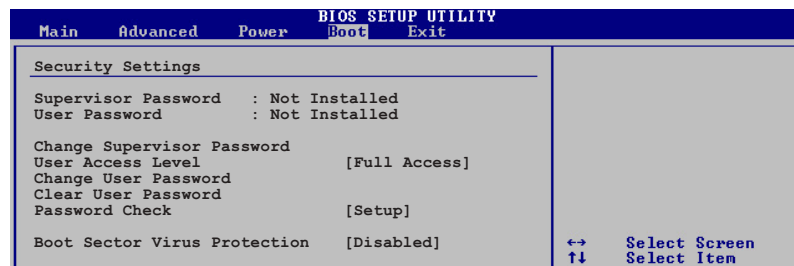 BIOS SETUP UTILITY
Main Advanced Power Boot Exit
Security Settings
Supervisor Password : Not Installed
User Password : Not Installed
Change Supervisor Password
User Access Level [Full Access]
Change User Password
Clear User Password
Password Check [Setup]
Boot Sector Virus Protection [Disabled]
←→ Select Screen
↑↓ Select Item